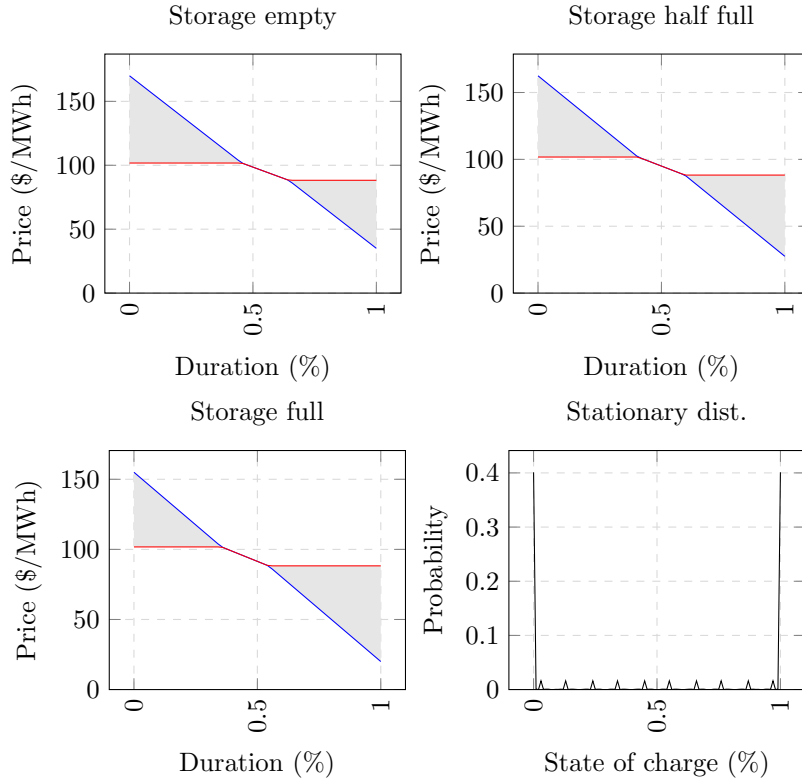 Storage empty
Price ($/MWh)
150
100
50
0
0
0.5
1
Duration (%)
Storage half full
Price ($/MWh)
150
100
50
0
0
0.5
1
Duration (%)
Storage full
Price ($/MWh)
150
100
50
0
0
0.5
1
Duration (%)
Stationary dist.
Probability
0.4
0.3
0.2
0.1
0
0
0.5
1
State of charge (%)